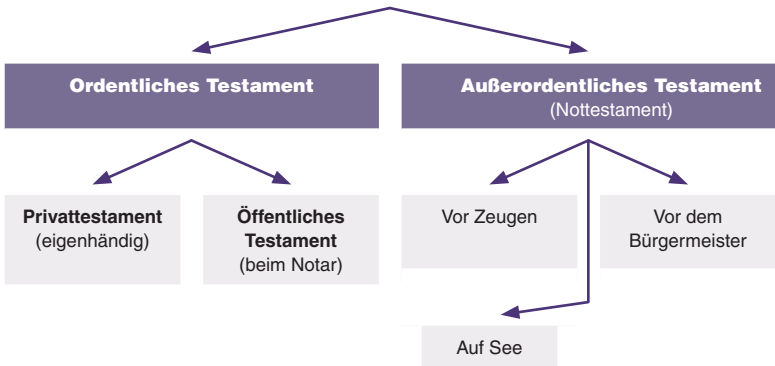 Ordentliches Testament
Außerordentliches Testament
(Nottestament)
Privattestament
(eigenhändig)
Öffentliches
Testament
(beim Notar)
Vor Zeugen
Vor dem
Bürgermeister
Auf See